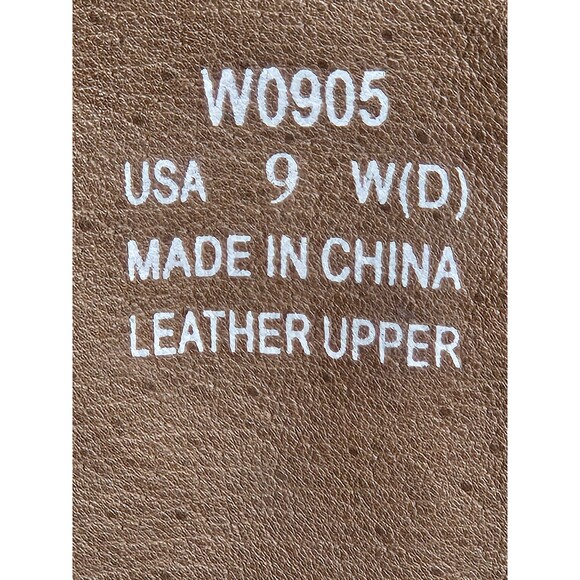 W0905
USA 9 W(D)
MADE IN CHINA
LEATHER UPPER